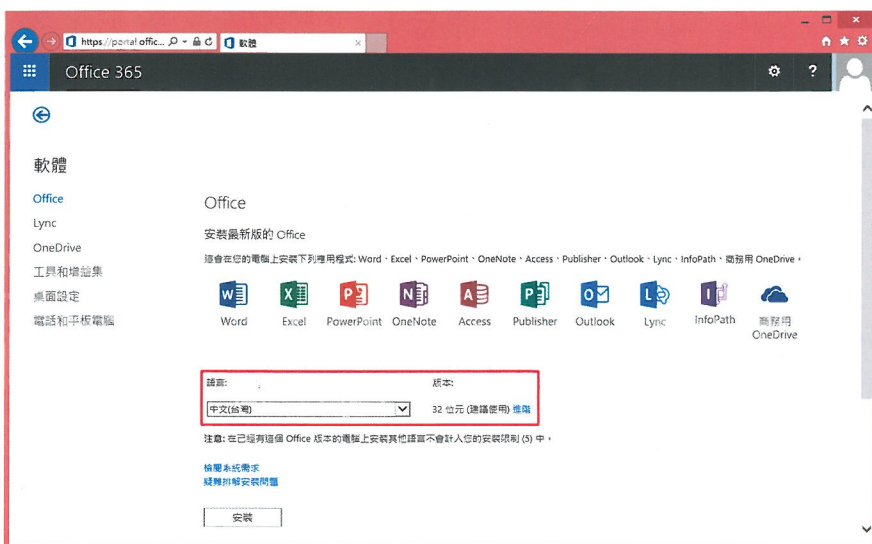 https://portal.offic...
軟體
Office 365
?
軟體
Office
Lync
OneDrive
工具和增益集
桌面設定
電話和平板電腦
Office
安裝最新版的 Office
這會在您的電腦上安裝下列應用程式: Word、Excel、PowerPoint、OneNote、Access、Publisher、Outlook、Lync、InfoPath、商務用 OneDrive。
Word
Excel
PowerPoint
OneNote
Access
Publisher
Outlook
Lync
InfoPath
商務用
OneDrive
語言:
版本:
中文(台灣)
32 位元 (建議使用) 進階
注意: 在已經有這個 Office 版本的電腦上安裝其他語言不會計入您的安裝限制 (5) 中。
檢閱系統需求
疑難排解安裝問題
安裝